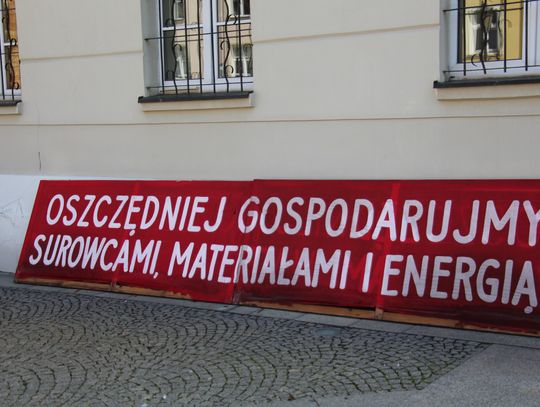 OSZCZĘDNIEJ GOSPODARUJMY
SUROWCAMI, MATERIAŁAMI I ENERGIĄ